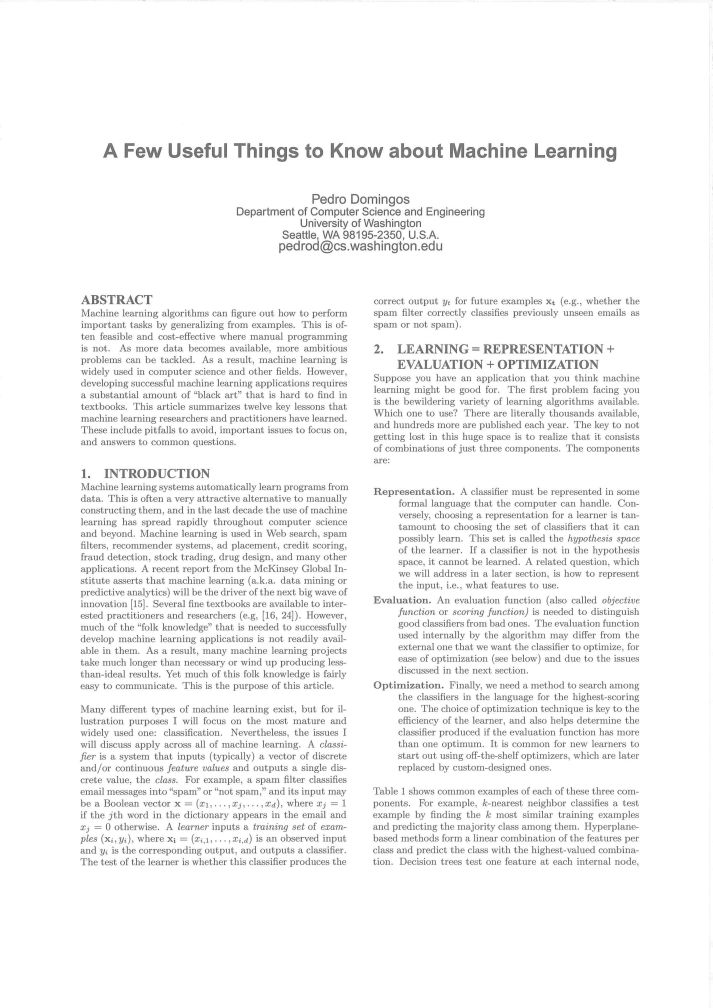 A Few Useful Things to Know about Machine Learning
Pedro Domingos
Department of Computer Science and Engineering
University of Washington
Seattle, WA 98195-2350, U.S.A.
pedrod@cs.washington.edu
ABSTRACT
Machine learning algorithms can figure out how to perform
important tasks by generalizing from examples. This is of-
ten feasible and cost-effective where manual programming
is not. As more data becomes available, more ambitious
problems can be tackled. As a result, machine learning is
widely used in computer science and other fields. However,
developing successful machine learning applications requires
a substantial amount of “black art” that is hard to find in
textbooks. This article summarizes twelve key lessons that
machine learning researchers and practitioners have learned.
These include pitfalls to avoid, important issues to focus on,
and answers to common questions.
1. INTRODUCTION
Machine learning systems automatically learn programs from
data. This is often a very attractive alternative to manually
constructing them, and in the last decade the use of machine
learning has spread rapidly throughout computer science
and beyond. Machine learning is used in Web search, spam
filters, recommender systems, ad placement, credit scoring,
fraud detection, stock trading, drug design, and many other
applications. A recent report from the McKinsey Global In-
stitute asserts that machine learning (a.k.a. data mining or
predictive analytics) will be the driver of the next big wave of
innovation [15]. Several fine textbooks are available to inter-
ested practitioners and researchers (e.g, [16, 24]). However,
much of the “folk knowledge” that is needed to successfully
develop machine learning applications is not readily avail-
able in them. As a result, many machine learning projects
take much longer than necessary or wind up producing less-
than-ideal results. Yet much of this folk knowledge is fairly
easy to communicate. This is the purpose of this article.
Many different types of machine learning exist, but for il-
lustration purposes I will focus on the most mature and
widely used one: classification. Nevertheless, the issues I
will discuss apply across all of machine learning. A classi-
fier is a system that inputs (typically) a vector of discrete
and/or continuous feature values and outputs a single dis-
crete value, the class. For example, a spam filter classifies
email messages into “spam” or “not spam,” and its input may
be a Boolean vector x = (x1, . . . , xj, . . . , xd), where xj = 1
if the jth word in the dictionary appears in the email and
xj = 0 otherwise. A learner inputs a training set of exam-
ples (xi, yi), where xi = (xi,1, . . . , xi,d) is an observed input
and yi is the corresponding output, and outputs a classifier.
The test of the learner is whether this classifier produces the
correct output yt for future examples xt (e.g., whether the
spam filter correctly classifies previously unseen emails as
spam or not spam).
2. LEARNING = REPRESENTATION +
EVALUATION + OPTIMIZATION
Suppose you have an application that you think machine
learning might be good for. The first problem facing you
is the bewildering variety of learning algorithms available.
Which one to use? There are literally thousands available,
and hundreds more are published each year. The key to not
getting lost in this huge space is to realize that it consists
of combinations of just three components. The components
are:
Representation. A classifier must be represented in some
formal language that the computer can handle. Con-
versely, choosing a representation for a learner is tan-
tamount to choosing the set of classifiers that it can
possibly learn. This set is called the hypothesis space
of the learner. If a classifier is not in the hypothesis
space, it cannot be learned. A related question, which
we will address in a later section, is how to represent
the input, i.e., what features to use.
Evaluation. An evaluation function (also called objective
function or scoring function) is needed to distinguish
good classifiers from bad ones. The evaluation function
used internally by the algorithm may differ from the
external one that we want the classifier to optimize, for
ease of optimization (see below) and due to the issues
discussed in the next section.
Optimization. Finally, we need a method to search among
the classifiers in the language for the highest-scoring
one. The choice of optimization technique is key to the
efficiency of the learner, and also helps determine the
classifier produced if the evaluation function has more
than one optimum. It is common for new learners to
start out using off-the-shelf optimizers, which are later
replaced by custom-designed ones.
Table 1 shows common examples of each of these three com-
ponents. For example, k-nearest neighbor classifies a test
example by finding the k most similar training examples
and predicting the majority class among them. Hyperplane-
based methods form a linear combination of the features per
class and predict the class with the highest-valued combina-
tion. Decision trees test one feature at each internal node,